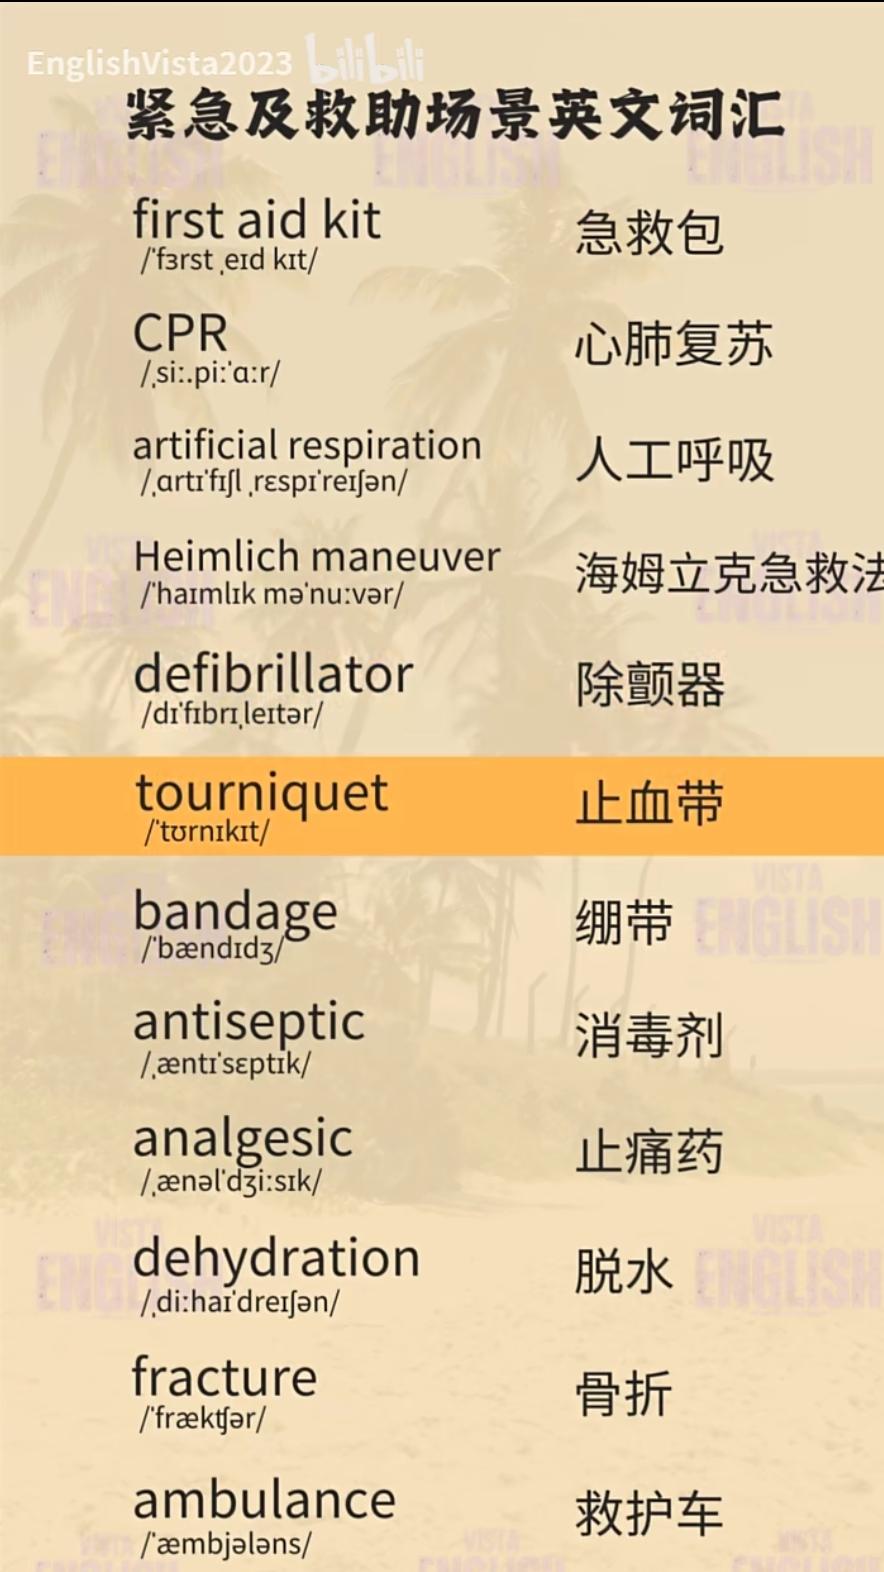 EnglishVista2023 bilibili
紧急及救助场景英文词汇
first aid kit 急救包
/ˈfɜrst ˌeɪd kɪt/
CPR 心肺复苏
/ˌsiː.piːˈɑːr/
artificial respiration 人工呼吸
/ˌɑrtɪˈfɪʃl ˌrɛspɪˈreɪʃən/
Heimlich maneuver 海姆立克急救法
/ˈhaɪmlɪk məˈnuːvər/
defibrillator 除颤器
/dɪˈfɪbrɪˌleɪtər/
tourniquet 止血带
/ˈtʊrnɪkɪt/
bandage 绷带
/ˈbændɪdʒ/
antiseptic 消毒剂
/ˌæntɪˈsɛptɪk/
analgesic 止痛药
/ˌænəlˈdʒiːsɪk/
dehydration 脱水
/ˌdiːhaɪˈdreɪʃən/
fracture 骨折
/ˈfrækʧər/
ambulance 救护车
/ˈæmbjələns/
VISTA
ENGLISH